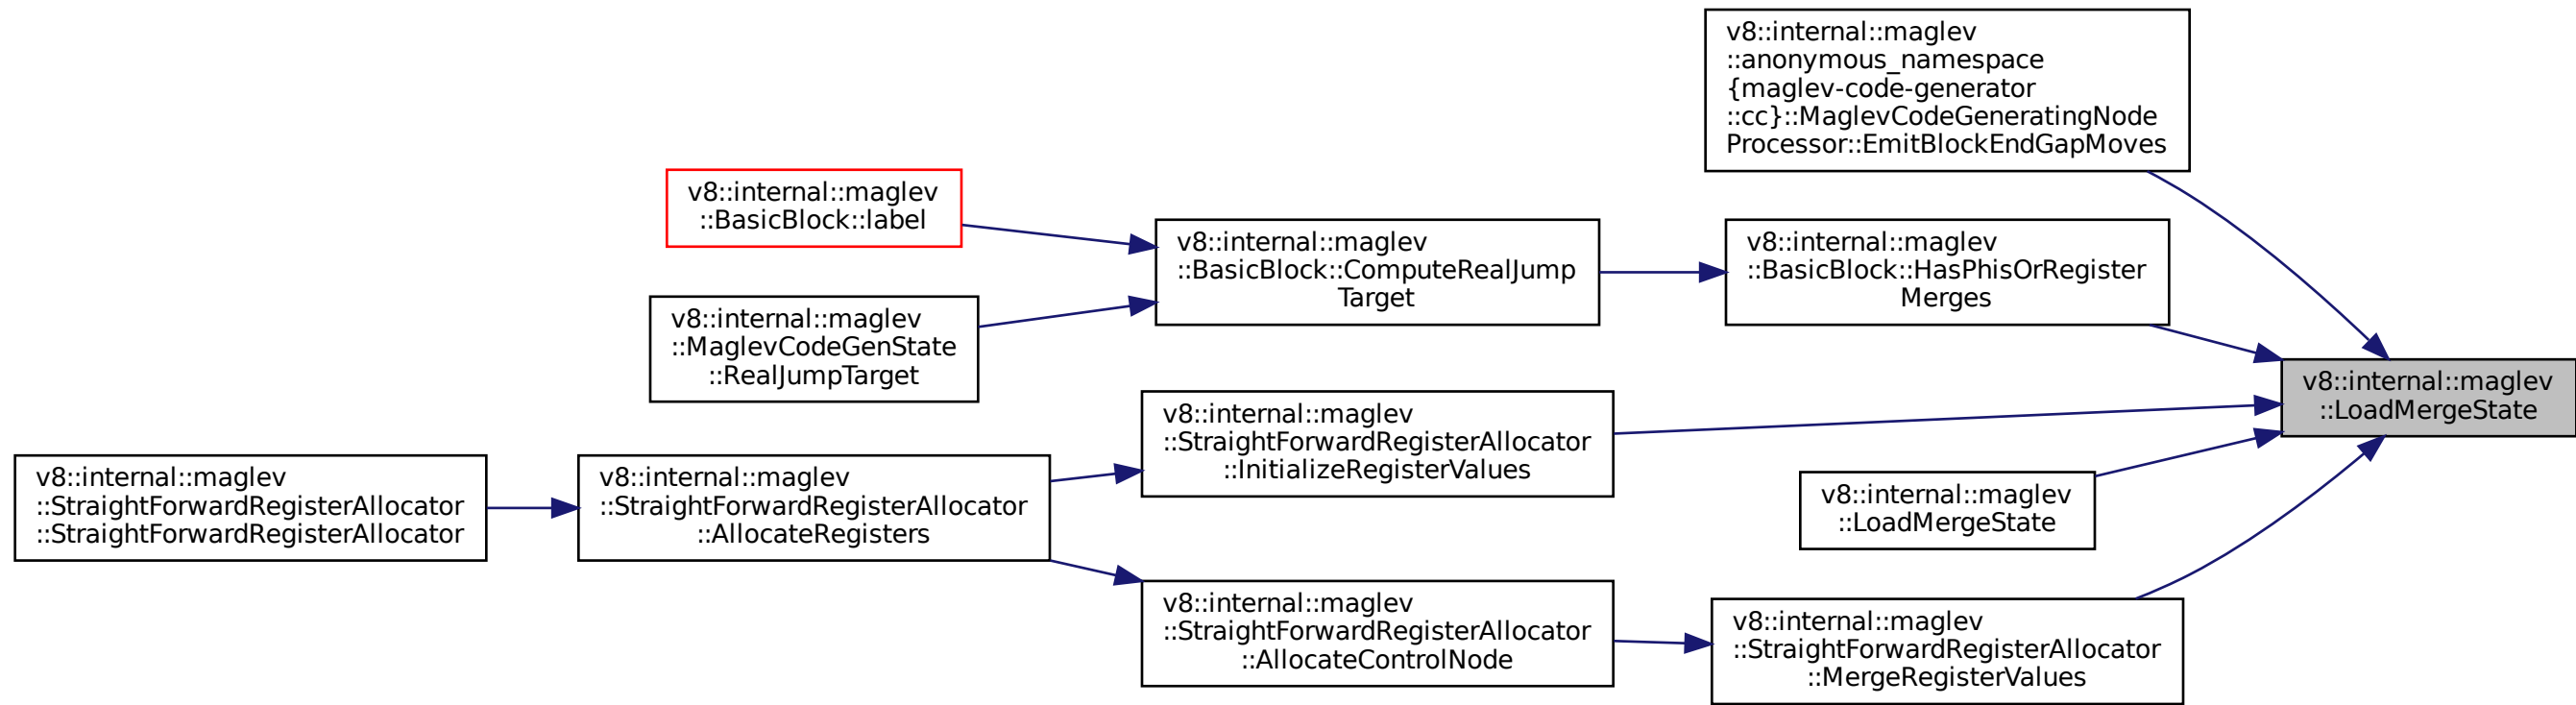 v8::internal::maglev
::anonymous_namespace
{maglev-code-generator
::cc}::MaglevCodeGeneratingNode
Processor::EmitBlockEndGapMoves
v8::internal::maglev
::BasicBlock::label
v8::internal::maglev
::BasicBlock::ComputeRealJump
Target
v8::internal::maglev
::BasicBlock::HasPhisOrRegister
Merges
v8::internal::maglev
::MaglevCodeGenState
::RealJumpTarget
v8::internal::maglev
::LoadMergeState
v8::internal::maglev
::StraightForwardRegisterAllocator
::InitializeRegisterValues
v8::internal::maglev
::StraightForwardRegisterAllocator
::StraightForwardRegisterAllocator
v8::internal::maglev
::StraightForwardRegisterAllocator
::AllocateRegisters
v8::internal::maglev
::LoadMergeState
v8::internal::maglev
::StraightForwardRegisterAllocator
::AllocateControlNode
v8::internal::maglev
::StraightForwardRegisterAllocator
::MergeRegisterValues